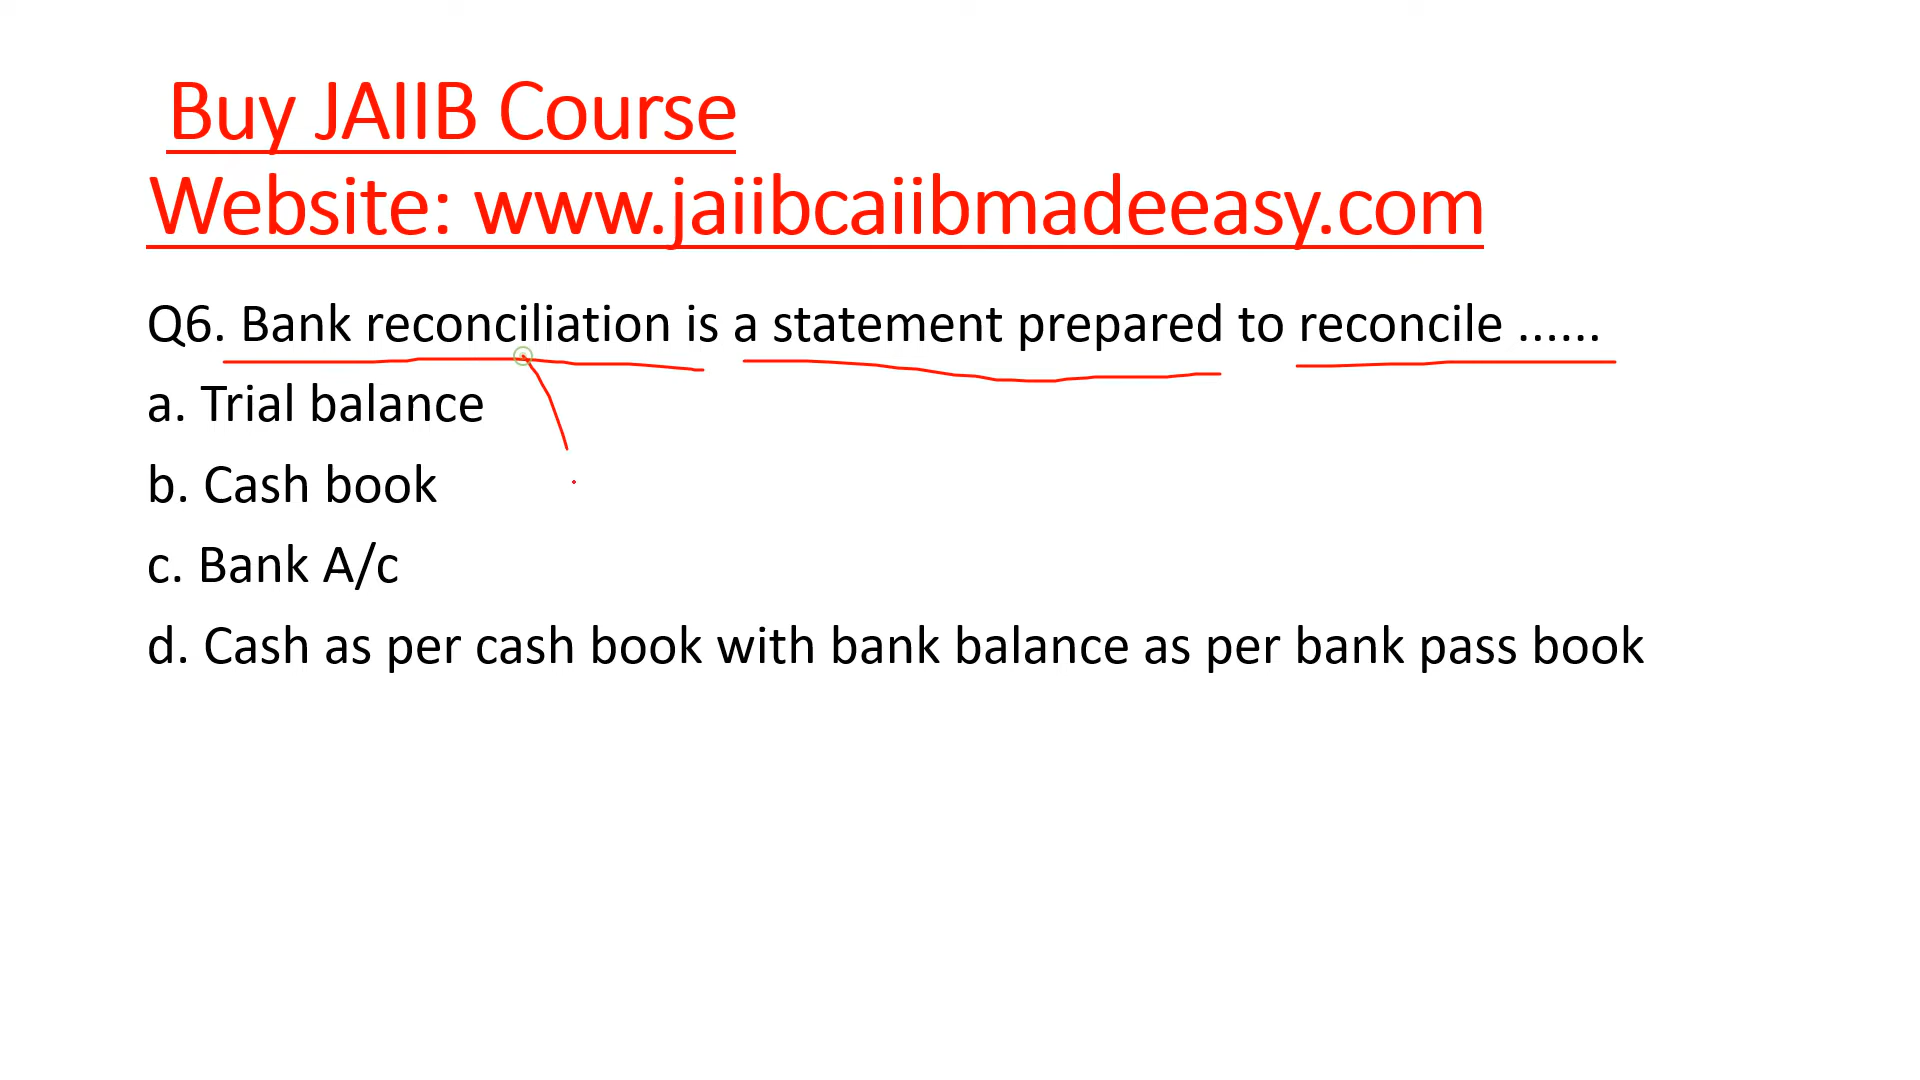 Buy JAIIB Course
Website: www.jaiibcaiibmadeeasy.com
Q6. Bank reconciliation is a statement prepared to reconcile ......
a. Trial balance
b. Cash book
c. Bank A/c
d. Cash as per cash book with bank balance as per bank pass book